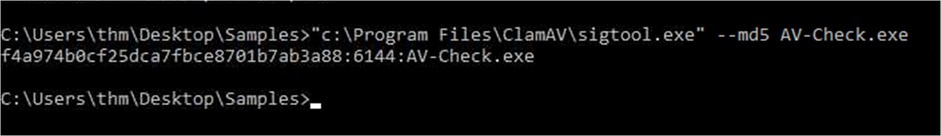 C:\Users\thm\Desktop\Samples>"c:\Program Files\ClamAV\sigtool.exe" --md5 AV-Check.exe
f4a974b0cf25dca7fbce8701b7ab3a88:6144:AV-Check.exe
C:\Users\thm\Desktop\Samples>